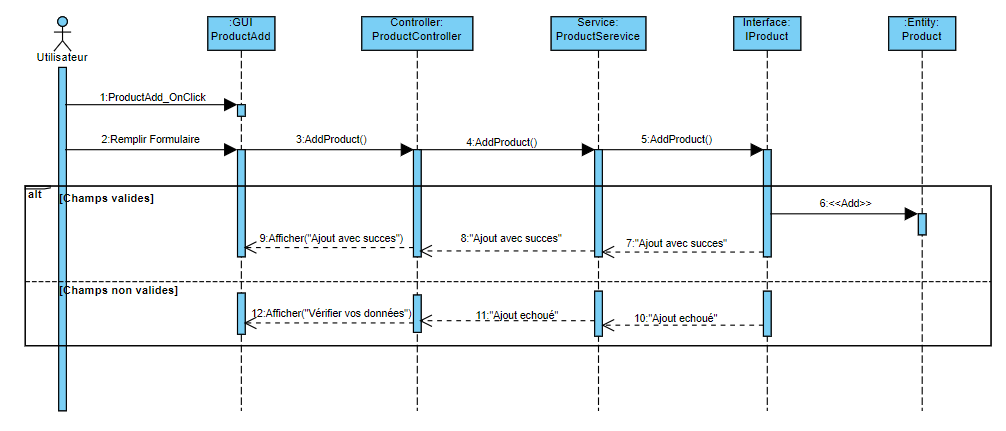 :GUI
ProductAdd
Controller:
ProductController
Service:
ProductSerevice
Interface:
IProduct
:Entity:
Product
Utilisateur
1:ProductAdd_OnClick
2:Remplir Formulaire
3:AddProduct()
4:AddProduct()
5:AddProduct()
alt
[Champs valides]
6:<<Add>>
9:Afficher("Ajout avec succes")
8:"Ajout avec succes"
7:"Ajout avec succes"
[Champs non valides]
12:Afficher("Vérifier vos données")
11:"Ajout echoué"
10:"Ajout echoué"